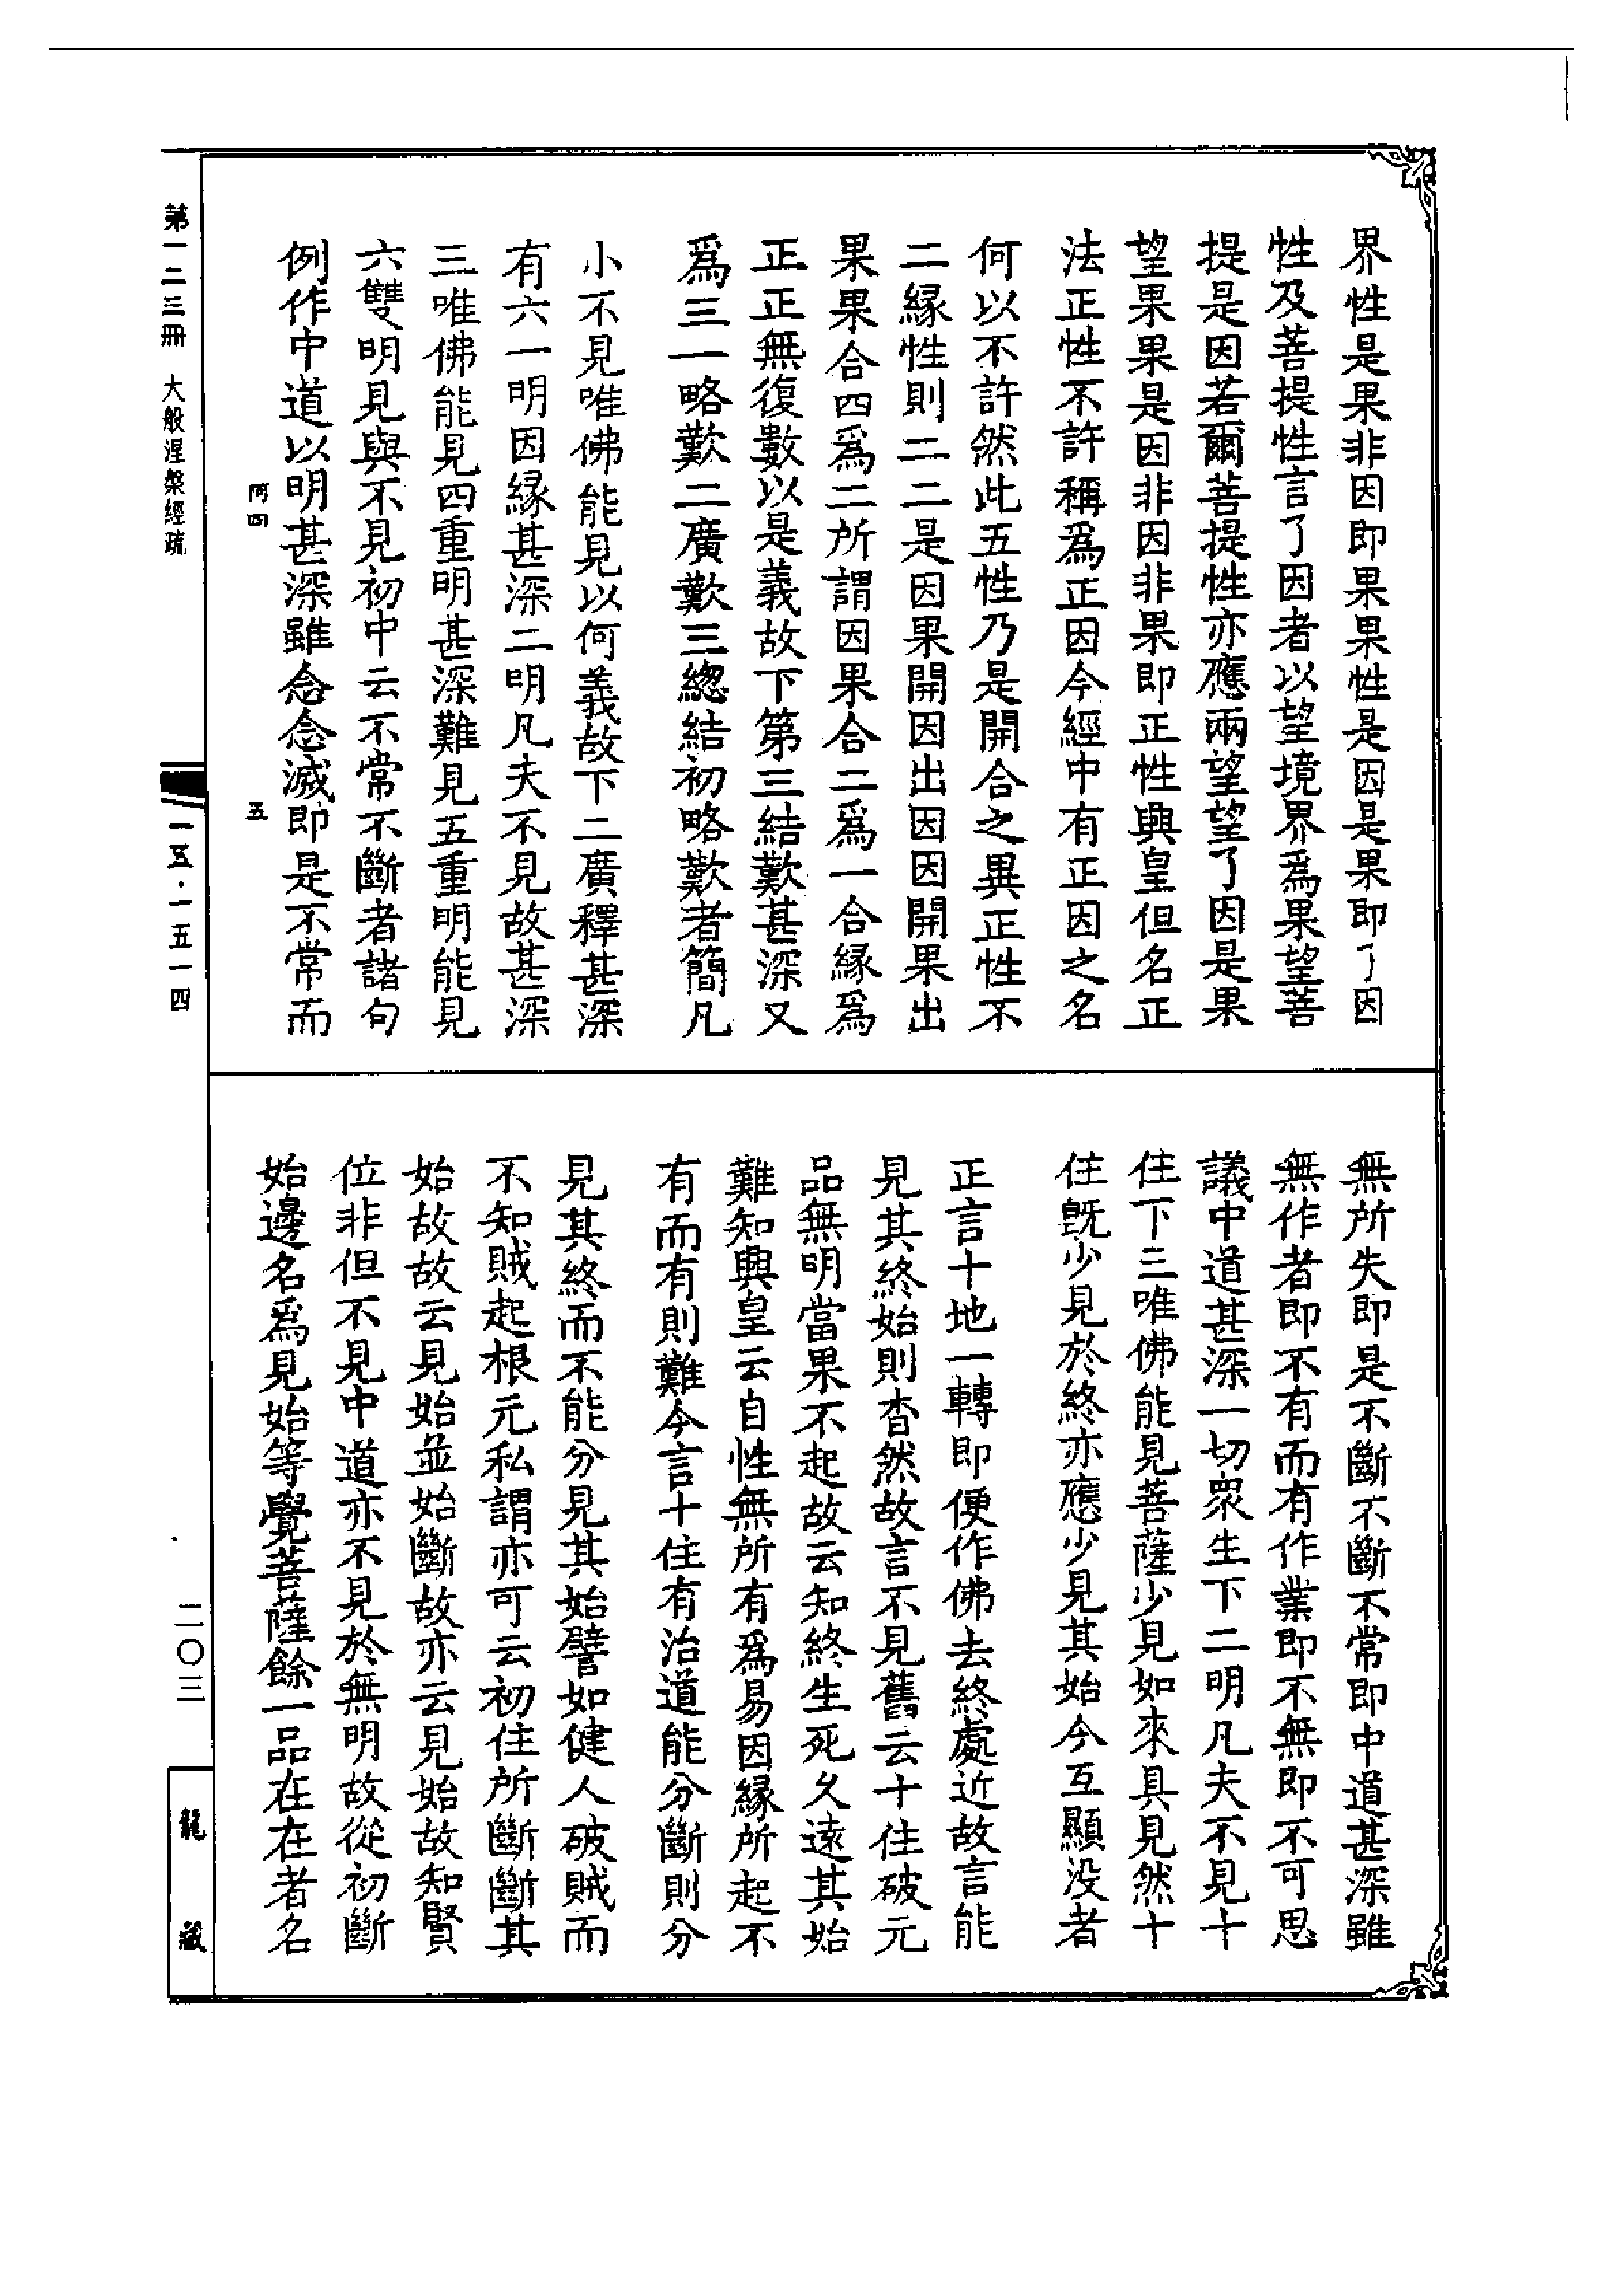 界性是果非因即果果性是因是果即了因
性及菩提性言了因者以望境界為果望菩
提是因若爾菩提性亦應兩望望了因是果
望果果是因非因非果即正性興皇但名正
法正性不許稱為正因今經中有正因之名
何以不許然此五性乃是開合之異正性不
二緣性則二二是因果開因出因因開果出
果果合四為二所謂因果合二為一合緣為
正正無復數以是義故下第三結歎甚深又
為三一略歎二廣歎三總結初略歎者簡凡
小不見唯佛能見以何義故下二廣釋甚深
有六一明因緣甚深二明凡夫不見故甚深
三唯佛能見四重明甚深難見五重明能見
六雙明見與不見初中云不常不斷者諸句
例作中道以明甚深雖念念滅即是不常而
無所失即是不斷不斷不常即中道甚深雖
無作者即不有而有作業即不無即不可思
議中道甚深一切眾生下二明凡夫不見十
住下三唯佛能見菩薩少見如來具見然十
住既少見於終亦應少見其始今互顯沒者
正言十地一轉即便作佛去終處近故言能
見其終始則杳然故言不見舊云十住破元
品無明當果不起故云知終生死久遠其始
難知興皇云自性無所有為易因緣所起不
有而有則難今言十住有治道能分斷則分
見其終而不能分見其始譬如健人破賊而
不知賊起根元私謂亦可云初住所斷斷其
始故故云見始並始斷故亦云見始故知賢
位非但不見中道亦不見於無明故從初斷
始邊名為見始等覺菩薩餘一品在在者名
阿四
五
第一二三冊 大般涅槃經疏
一五·一五一四
二〇三
龍藏